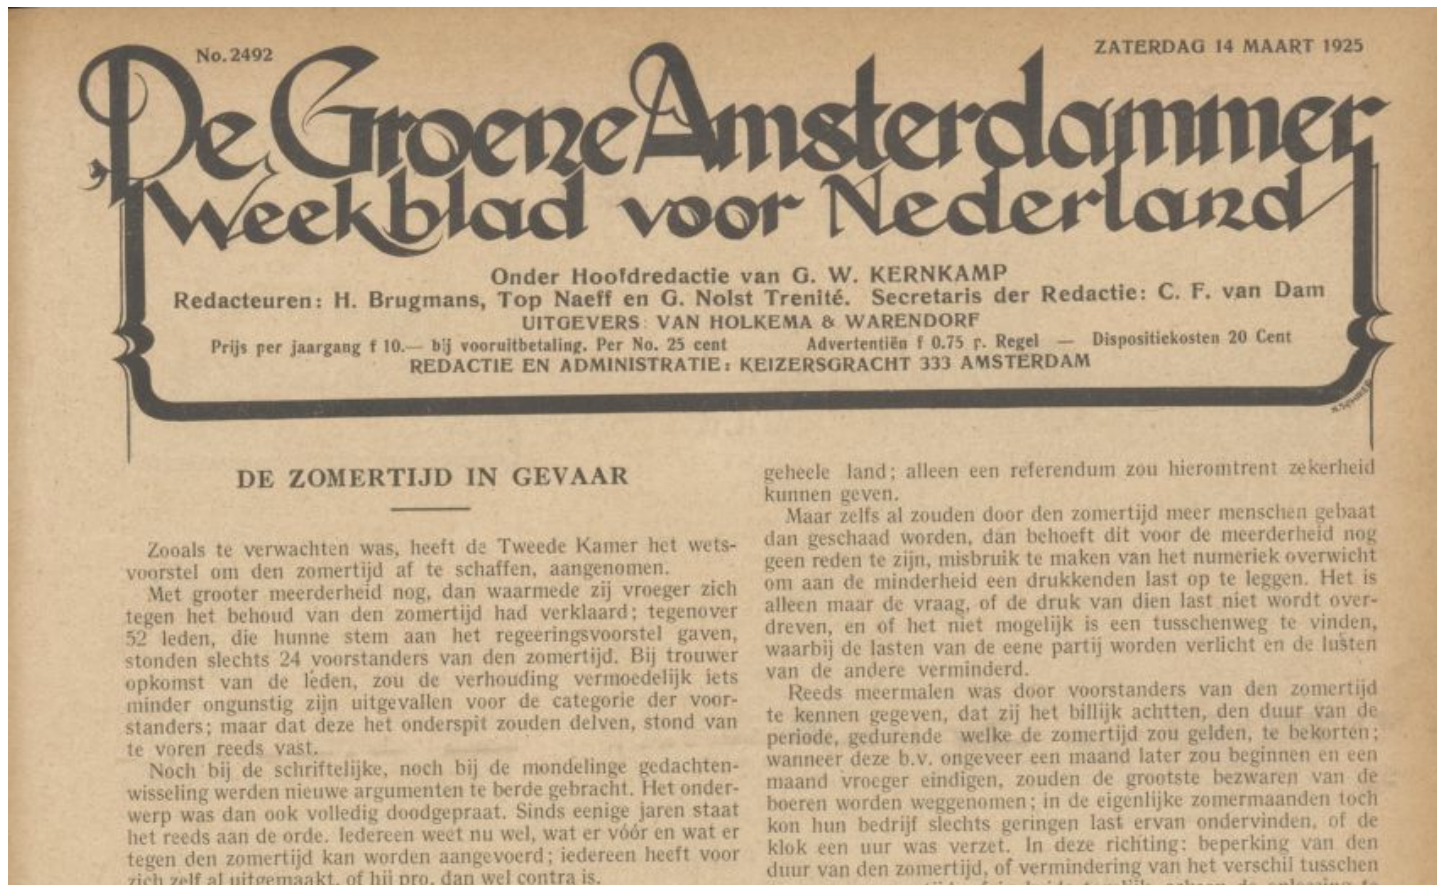 No. 2492
ZATERDAG 14 MAART 1925
De Groene Amsterdammer
Weekblad voor Nederland
Onder Hoofdredactie van G. W. KERNKAMP
Redacteuren: H. Brugmans, Top Naeff en G. Nolst Trenité. Secretaris der Redactie: C. F. van Dam
UITGEVERS: VAN HOLKEMA & WARENDORF
Prijs per jaargang f 10.— bij vooruitbetaling. Per No. 25 cent Advertentiën f 0.75 p. Regel — Dispositiekosten 20 Cent
REDACTIE EN ADMINISTRATIE: KEIZERSGRACHT 333 AMSTERDAM
DE ZOMERTIJD IN GEVAAR
Zooals te verwachten was, heeft de Tweede Kamer het wets-
voorstel om den zomertijd af te schaffen, aangenomen.
Met grooter meerderheid nog, dan waarmede zij vroeger zich
tegen het behoud van den zomertijd had verklaard; tegenover
52 leden, die hunne stem aan het regeeringsvoorstel gaven,
stonden slechts 24 voorstanders van den zomertijd. Bij trouwer
opkomst van de leden, zou de verhouding vermoedelijk iets
minder ongunstig zijn uitgevallen voor de categorie der voor-
standers; maar dat deze het onderspit zouden delven, stond van
te voren reeds vast.
Noch bij de schriftelijke, noch bij de mondelinge gedachten-
wisseling werden nieuwe argumenten te berde gebracht. Het onder-
werp was dan ook volledig doodgepraat. Sinds eenige jaren staat
het reeds aan de orde. Iedereen weet nu wel, wat er vóór en wat er
tegen den zomertijd kan worden aangevoerd; iedereen heeft voor
zich zelf al uitgemaakt, of hij pro, dan wel contra is.
geheele land; alleen een referendum zou hieromtrent zekerheid
kunnen geven.
Maar zelfs al zouden door den zomertijd meer menschen gebaat
dan geschaad worden, dan behoeft dit voor de meerderheid nog
geen reden te zijn, misbruik te maken van het numeriek overwicht
om aan de minderheid een drukkenden last op te leggen. Het is
alleen maar de vraag, of de druk van dien last niet wordt over-
dreven, en of het niet mogelijk is een tusschenweg te vinden,
waarbij de lasten van de eene partij worden verlicht en de lusten
van de andere verminderd.
Reeds meermalen was door voorstanders van den zomertijd
te kennen gegeven, dat zij het billijk achtten, den duur van de
periode, gedurende welke de zomertijd zou gelden, te bekorten;
wanneer deze b.v. ongeveer een maand later zou beginnen en een
maand vroeger eindigen, zouden de grootste bezwaren van de
boeren worden weggenomen; in de eigenlijke zomermaanden toch
kon hun bedrijf slechts geringen last ervan ondervinden, of de
klok een uur was verzet. In deze richting: beperking van den
duur van den zomertijd, of vermindering van het verschil tusschen